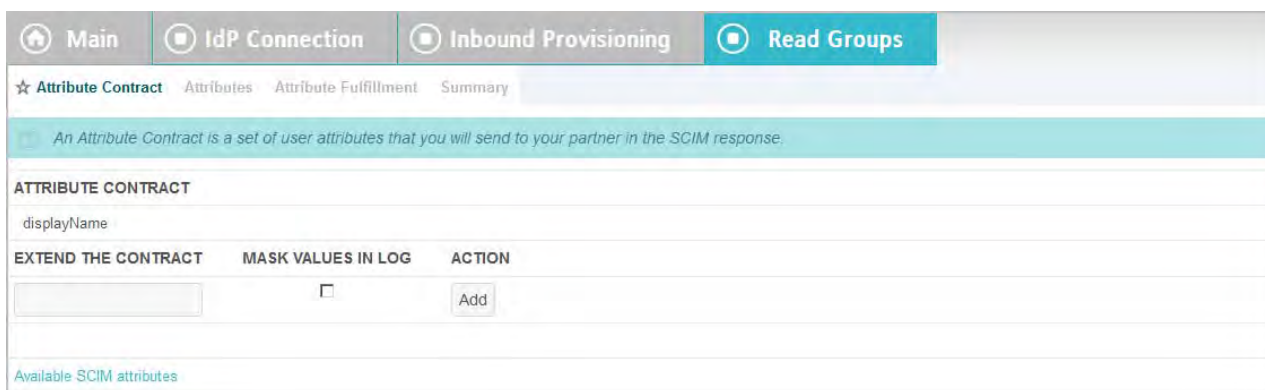 Main IdP Connection Inbound Provisioning Read Groups
Attribute Contract Attributes Attribute Fulfillment Summary
An Attribute Contract is a set of user attributes that you will send to your partner in the SCIM response.
ATTRIBUTE CONTRACT
displayName
EXTEND THE CONTRACT MASK VALUES IN LOG ACTION
Add
Available SCIM attributes